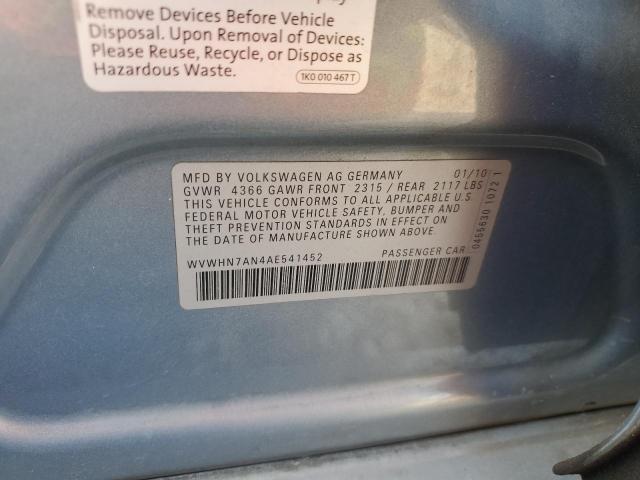 Remove Devices Before Vehicle
Disposal. Upon Removal of Devices:
Please Reuse, Recycle, or Dispose as
Hazardous Waste.
1K0 010 467 T
MFD BY VOLKSWAGEN AG GERMANY 01/10
GVWR 4366 GAWR FRONT 2315 / REAR 2117 LBS
THIS VEHICLE CONFORMS TO ALL APPLICABLE U.S.
FEDERAL MOTOR VEHICLE SAFETY, BUMPER AND
THEFT PREVENTION STANDARDS IN EFFECT ON
THE DATE OF MANUFACTURE SHOWN ABOVE.
WVWHN7AN4AE541452 PASSENGER CAR
0455630 1072 1